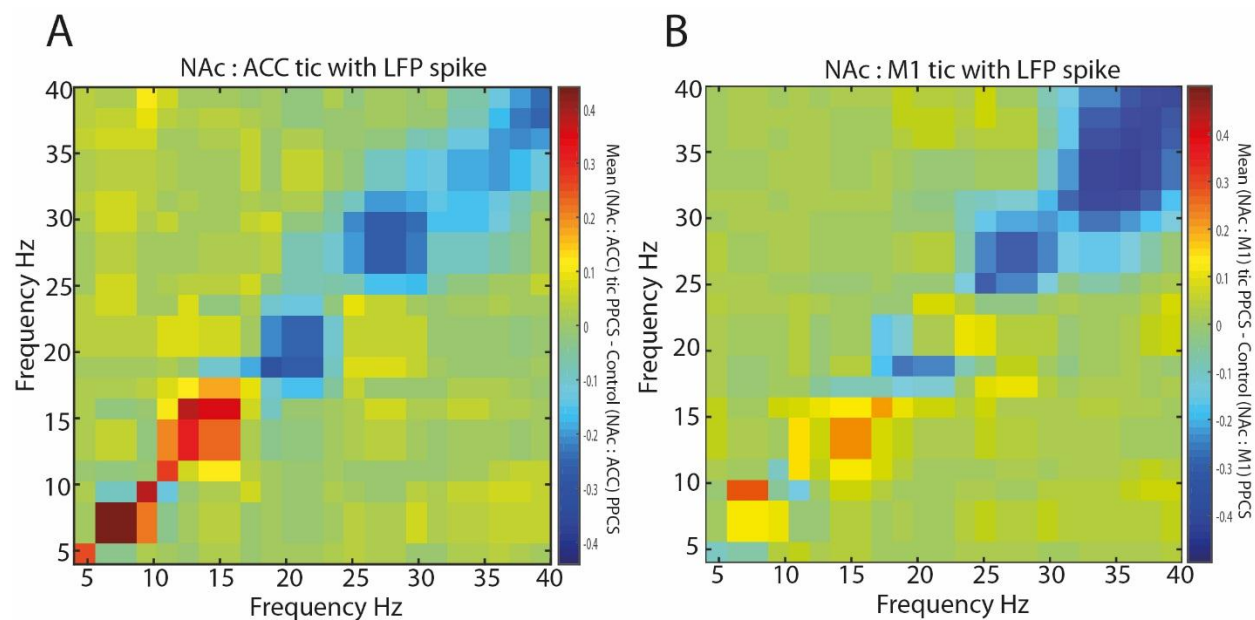 A
NAc : ACC tic with LFP spike
40
35
30
25
20
15
10
5
Frequency Hz
5 10 15 20 25 30 35 40
Frequency Hz
0.4
0.3
0.2
0.1
0
-0.1
-0.2
-0.3
-0.4
Mean (NAc : ACC) tic PPCS - Control (NAc : ACC) PPCS
B
NAc : M1 tic with LFP spike
40
35
30
25
20
15
10
5
Frequency Hz
5 10 15 20 25 30 35 40
Frequency Hz
0.4
0.3
0.2
0.1
0
-0.1
-0.2
-0.3
-0.4
Mean (NAc : M1) tic PPCS - Control (NAc : M1) PPCS